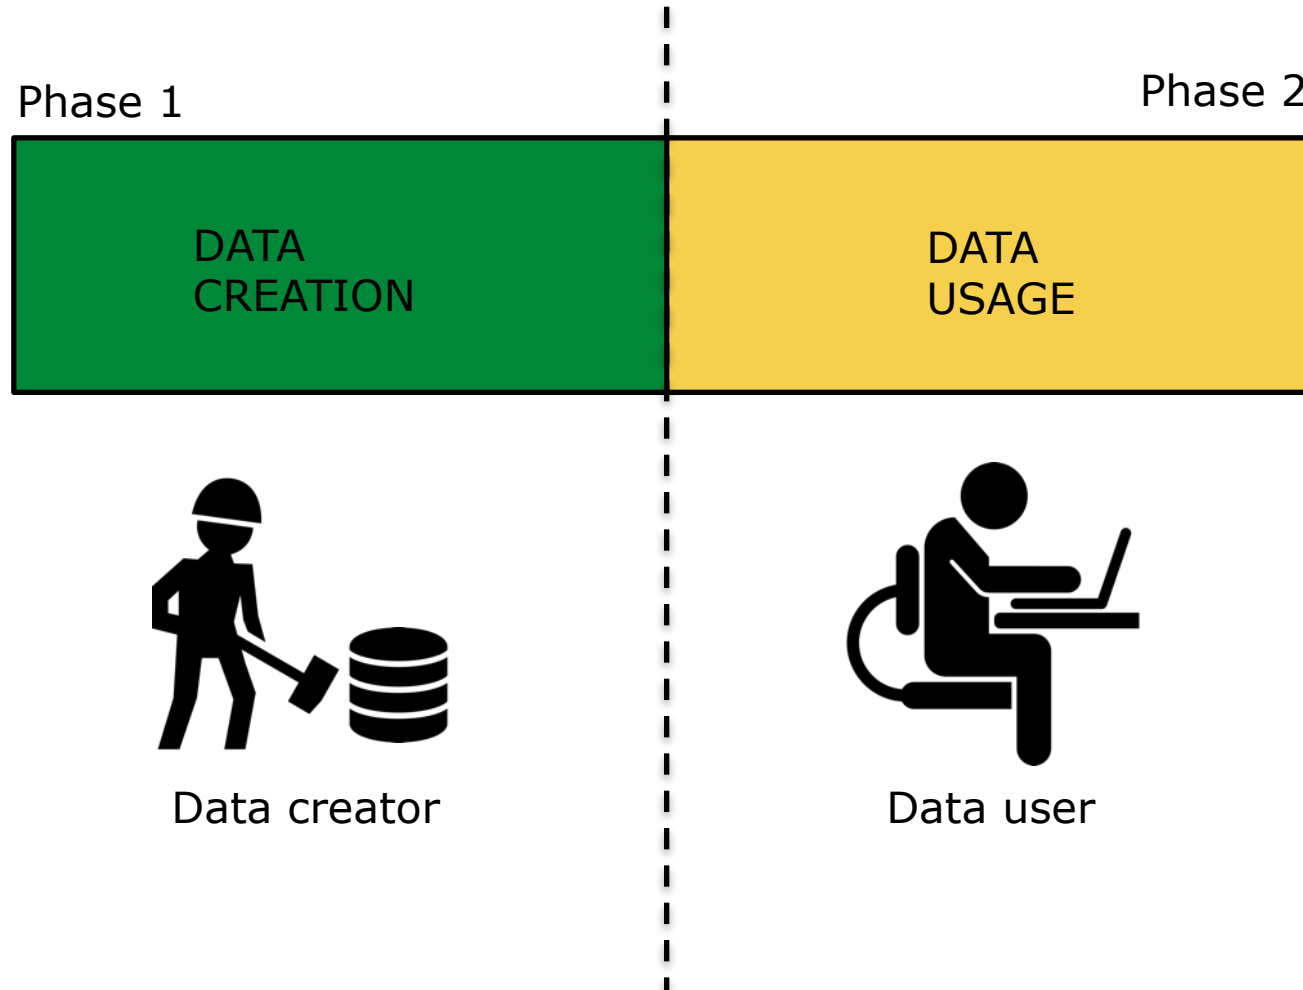 Phase 1
Phase 2
DATA
CREATION
DATA
USAGE
Data creator
Data user